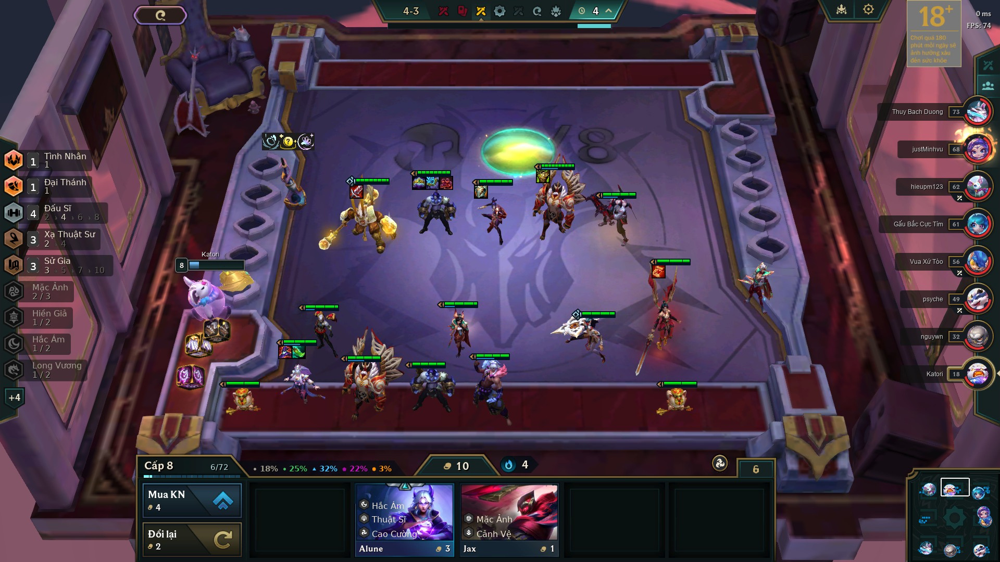 4-3
4
18+
Chơi quá 180
phút mỗi ngày sẽ
ảnh hưởng xấu
đến sức khỏe
0 ms
FPS: 74
/8
Thuy Bach Duong 73
justMinhvu 68
hieupm123 62
Gấu Bắc Cực Tím 61
Vua Xứ Tòo 56
psyche 49
nguywn 32
Katori 18
1 Tình Nhân
1
1 Đại Thánh
1
4 Đấu Sĩ
2 › 4 › 6 › 8
3 Xạ Thuật Sư
2 › 4
3 Sử Gia
3 › 5 › 7 › 10
Mặc Ảnh
2 / 3
Hiền Giả
1 / 2
Hắc Ám
1 / 2
Long Vương
1 / 2
+4
Katori
8
Cấp 8
6/72
18% 25% 32% 22% 3%
10
4
6
Mua KN
4
Đổi lại
2
Hắc Ám
Thuật Sĩ
Cao Cường
Alune 3
Mặc Ảnh
Cảnh Vệ
Jax 1